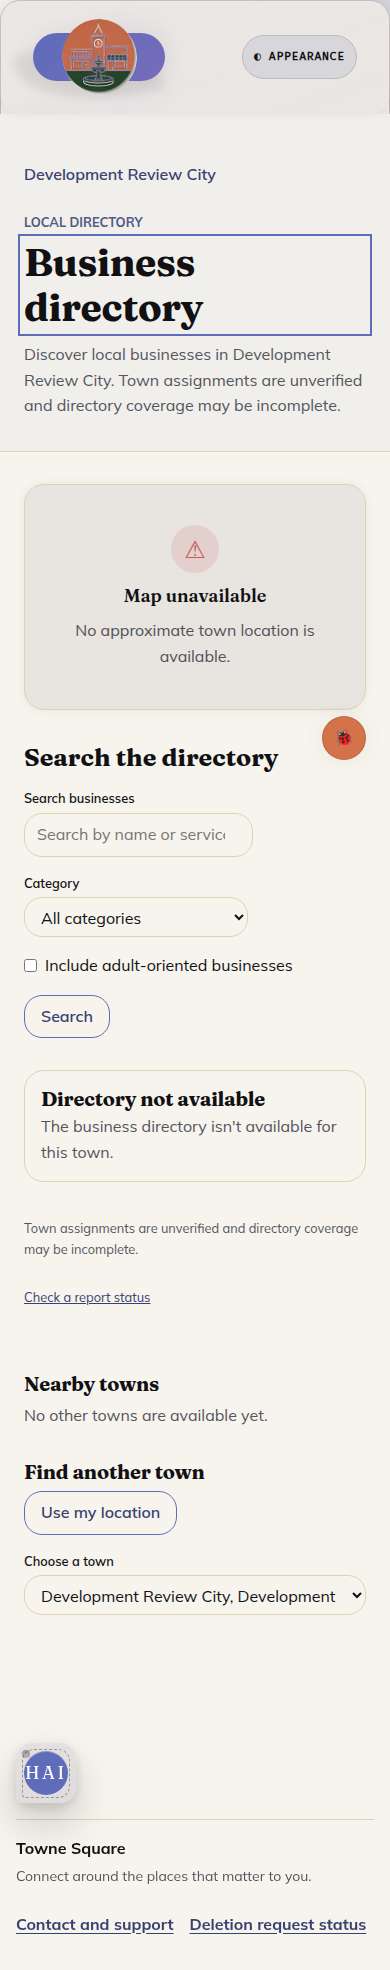 APPEARANCE
Development Review City
LOCAL DIRECTORY
Business
directory
Discover local businesses in Development
Review City. Town assignments are unverified
and directory coverage may be incomplete.
Map unavailable
No approximate town location is
available.
Search the directory
Search businesses
Search by name or servic
Category
All categories
Include adult-oriented businesses
Search
Directory not available
The business directory isn't available for
this town.
Town assignments are unverified and directory coverage
may be incomplete.
Check a report status
Nearby towns
No other towns are available yet.
Find another town
Use my location
Choose a town
Development Review City, Development
HAI
Towne Square
Connect around the places that matter to you.
Contact and support Deletion request status